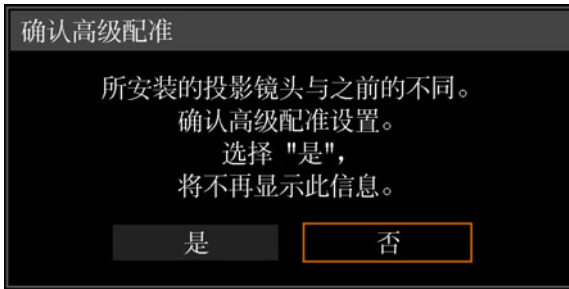 确认高级配准
所安装的投影镜头与之前的不同。
确认高级配准设置。
选择 "是",
将不再显示此信息。
是
否